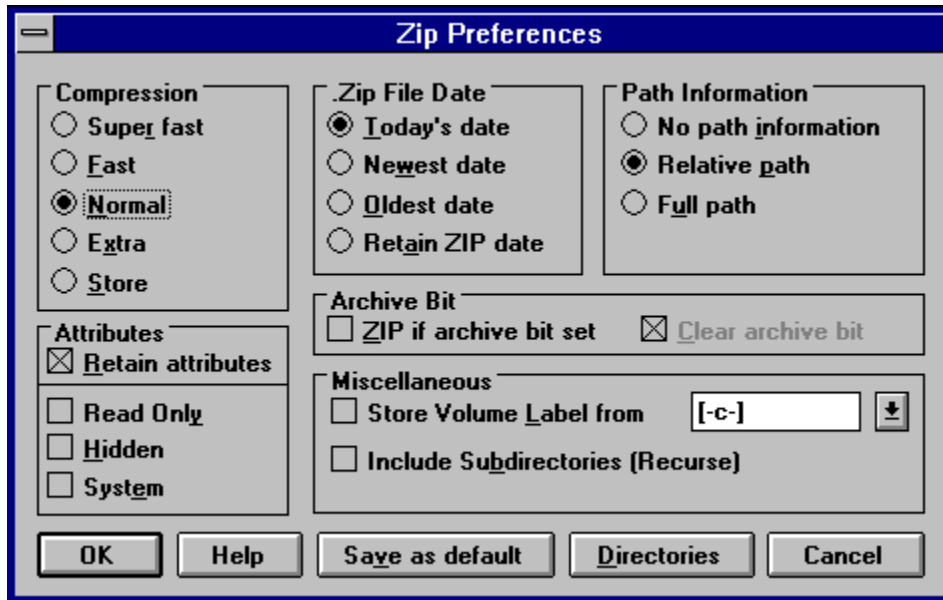 Zip Preferences
Compression
Super fast
Fast
Normal
Extra
Store
.Zip File Date
Today's date
Newest date
Oldest date
Retain ZIP date
Path Information
No path information
Relative path
Full path
Attributes
Retain attributes
Read Only
Hidden
System
Archive Bit
ZIP if archive bit set
Clear archive bit
Miscellaneous
Store Volume Label from [-c-]
Include Subdirectories (Recurse)
OK Help Save as default Directories Cancel